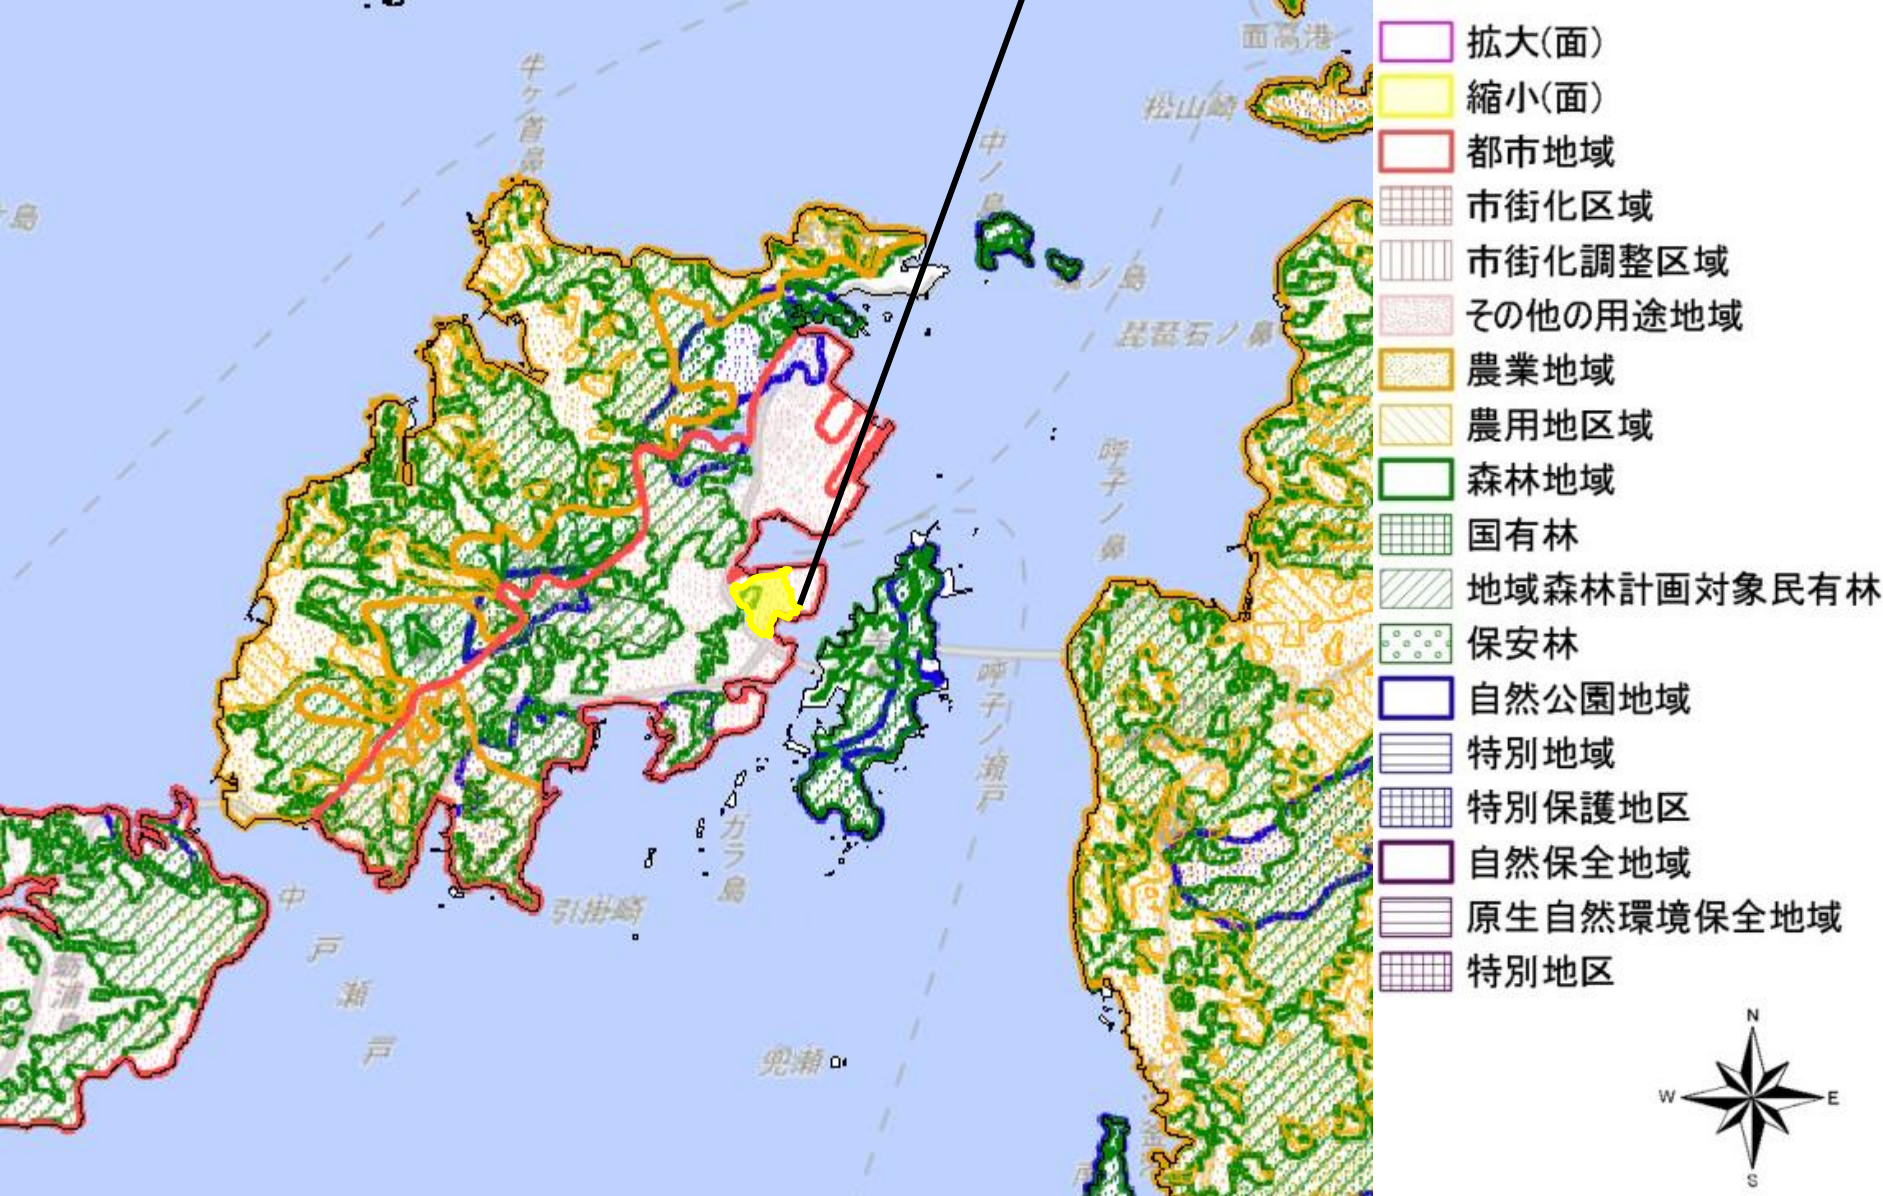 牛ヶ首鼻
面高港
松山崎
中ノ島
島
ノ島
琵琶石ノ鼻
呼子ノ鼻
呼子ノ瀬戸
ガラ島
引掛崎
中戸瀬戸
蛎浦島
兜瀬
拡大(面)
縮小(面)
都市地域
市街化区域
市街化調整区域
その他の用途地域
農業地域
農用地区域
森林地域
国有林
地域森林計画対象民有林
保安林
自然公園地域
特別地域
特別保護地区
自然保全地域
原生自然環境保全地域
特別地区
N
W
E
S